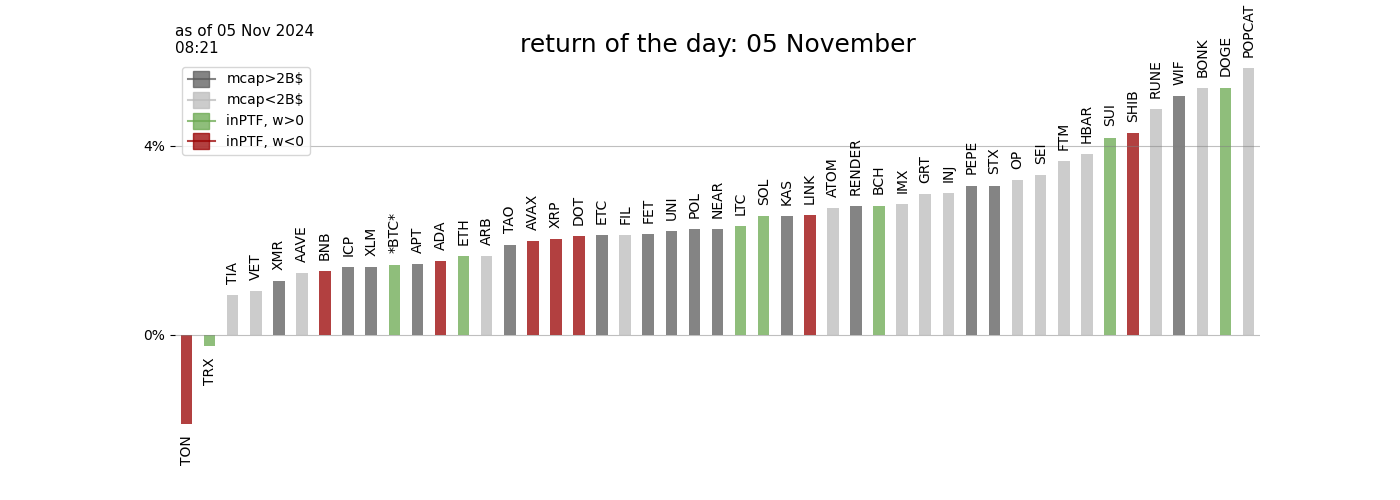 as of 05 Nov 2024
08:21
return of the day: 05 November
mcap>2B$
mcap<2B$
inPTF, w>0
inPTF, w<0
4%
0%
TON
TRX
TIA
VET
XMR
AAVE
BNB
ICP
XLM
*BTC*
APT
ADA
ETH
ARB
TAO
AVAX
XRP
DOT
ETC
FIL
FET
UNI
POL
NEAR
LTC
SOL
KAS
LINK
ATOM
RENDER
BCH
IMX
GRT
INJ
PEPE
STX
OP
SEI
FTM
HBAR
SUI
SHIB
RUNE
WIF
BONK
DOGE
POPCAT